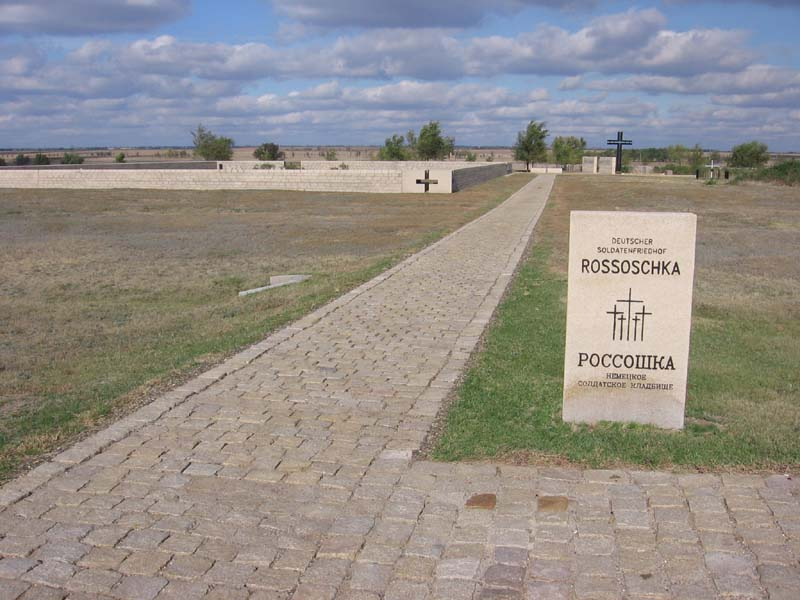 DEUTSCHER
SOLDATENFRIEDHOF
ROSSOSCHKA
РОССОШКА
НЕМЕЦКОЕ
СОЛДАТСКОЕ КЛАДБИЩЕ